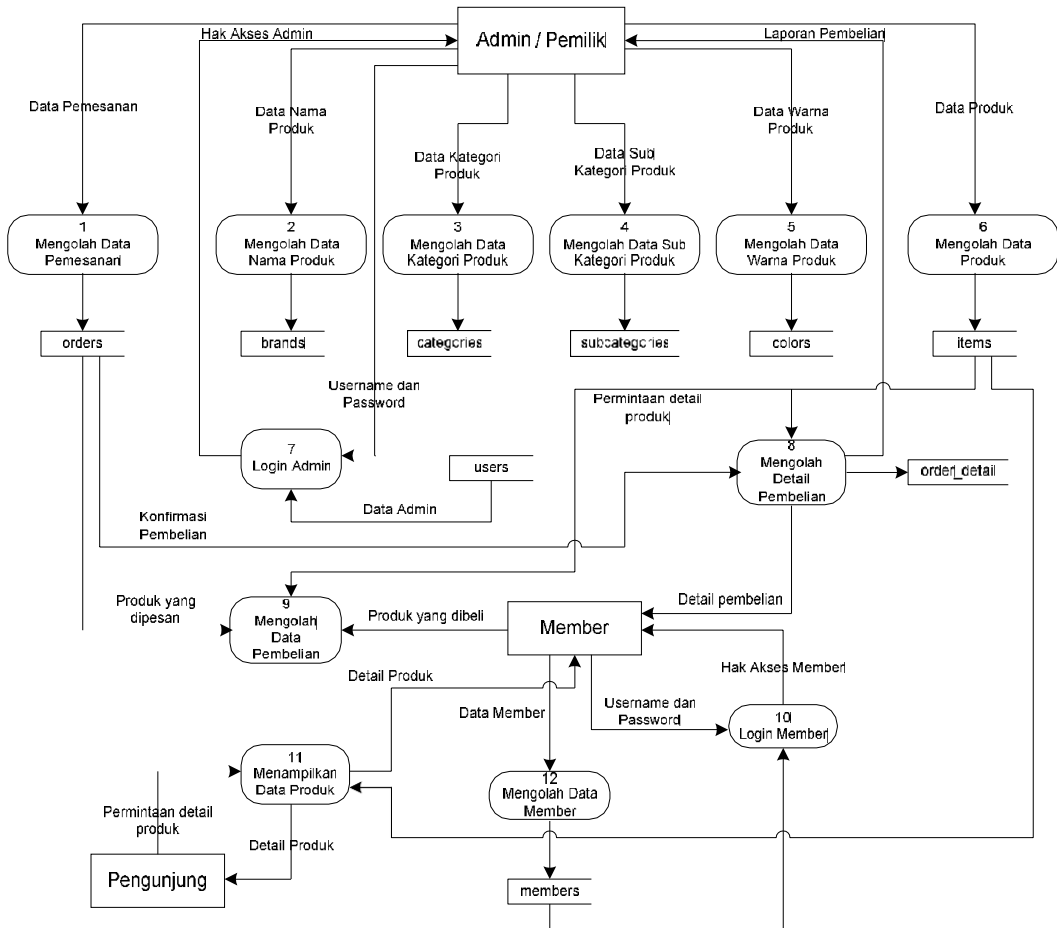 Admin / Pemilik
Hak Akses Admin
Laporan Pembelian
Data Pemesanan
Data Nama
Produk
Data Kategori
Produk
Data Sub
Kategori Produk
Data Warna
Produk
Data Produk
1
Mengolah Data
Pemesanan
2
Mengolah Data
Nama Produk
3
Mengolah Data
Kategori Produk
4
Mengolah Data Sub
Kategori Produk
5
Mengolah Data
Warna Produk
6
Mengolah Data
Produk
orders
brands
categories
subcategories
colors
items
Username dan
Password
Permintaan detail
produk
7
Login Admin
users
Data Admin
8
Mengolah
Detail
Pembelian
order_detail
Konfirmasi
Pembelian
Produk yang
dipesan
9
Mengolah
Data
Pembelian
Produk yang dibeli
Member
Detail pembelian
Hak Akses Member
Detail Produk
Data Member
Username dan
Password
10
Login Member
11
Menampilkan
Data Produk
12
Mengolah Data
Member
Permintaan detail
produk
Detail Produk
Pengunjung
members